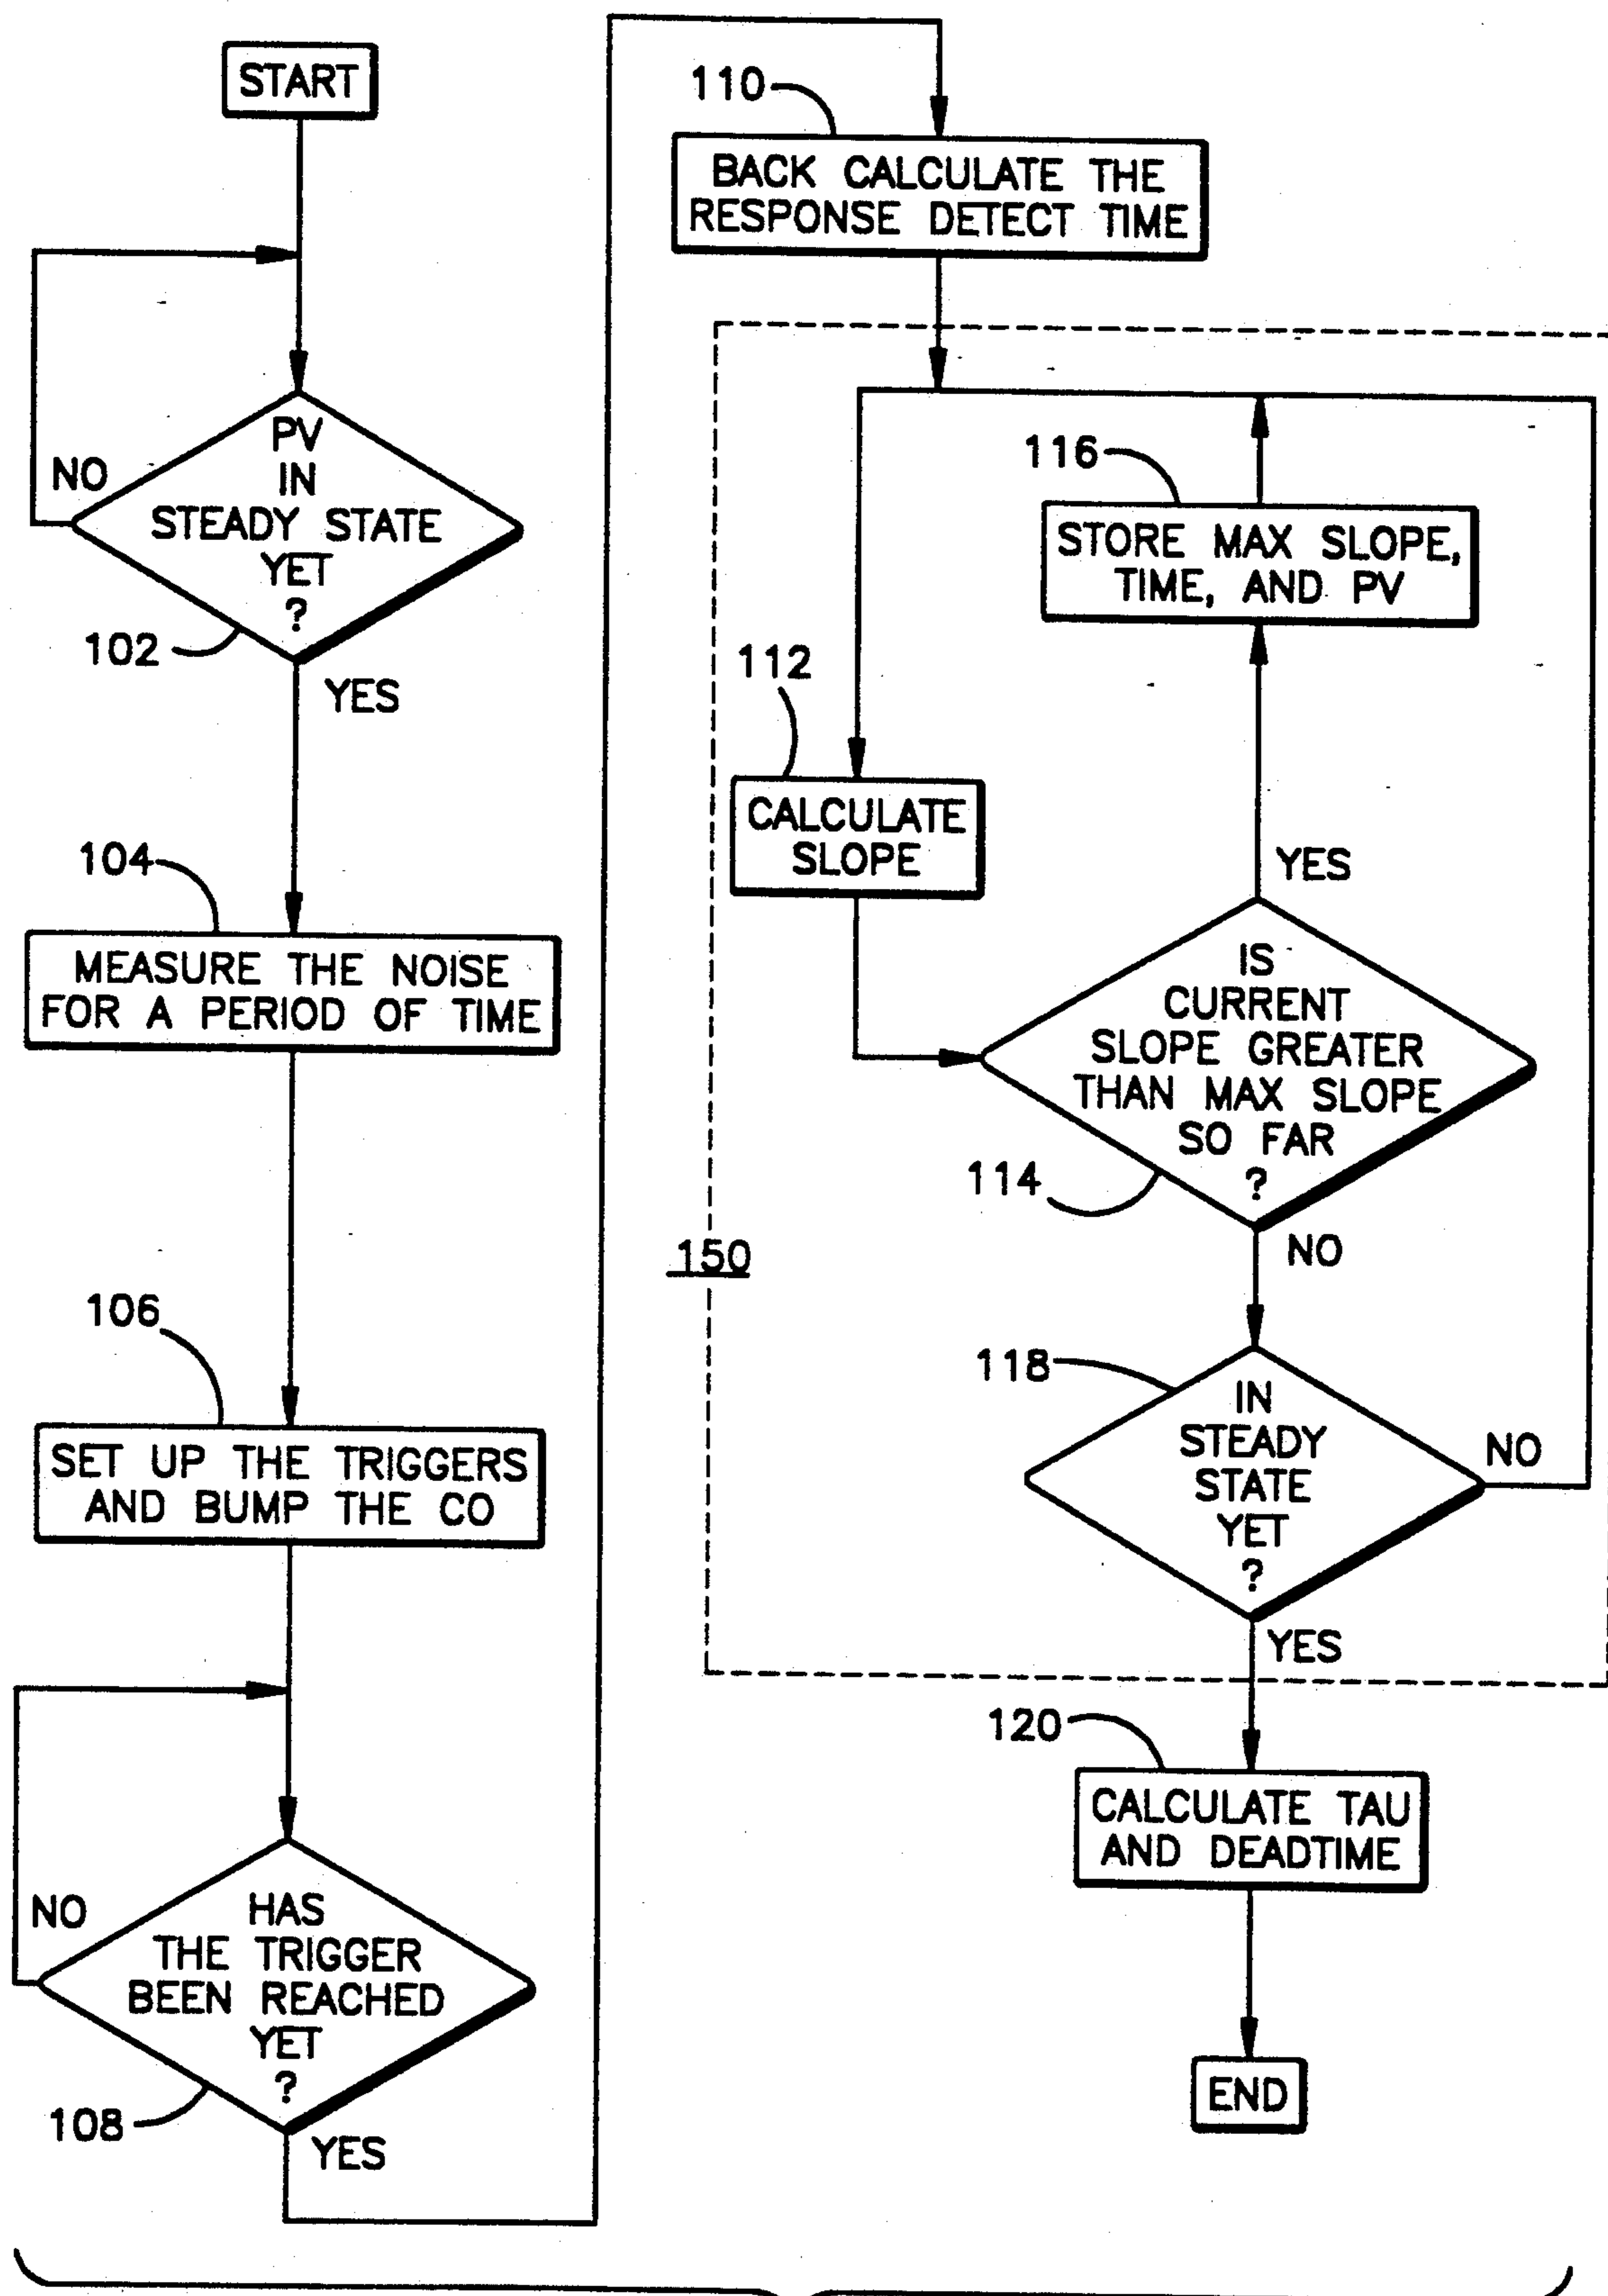 START
PV
IN
STEADY STATE
YET
?
NO
102
YES
104
MEASURE THE NOISE
FOR A PERIOD OF TIME
106
SET UP THE TRIGGERS
AND BUMP THE CO
NO
HAS
THE TRIGGER
BEEN REACHED
YET
?
108
YES
110
BACK CALCULATE THE
RESPONSE DETECT TIME
116
STORE MAX SLOPE,
TIME, AND PV
112
CALCULATE
SLOPE
YES
IS
CURRENT
SLOPE GREATER
THAN MAX SLOPE
SO FAR
?
114
NO
150
118
IN
STEADY
STATE
YET
?
NO
YES
120
CALCULATE TAU
AND DEADTIME
END